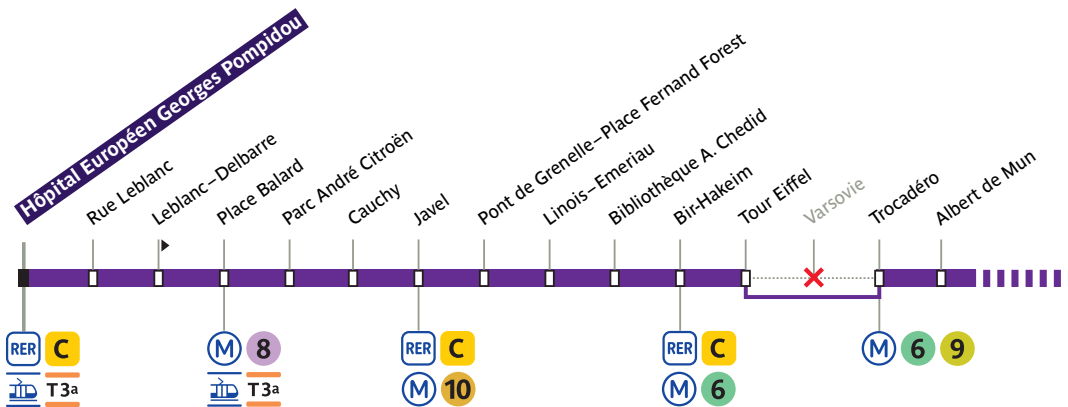 Hôpital Européen Georges Pompidou
Rue Leblanc
Leblanc–Delbarre
Place Balard
Parc André Citroën
Cauchy
Javel
Pont de Grenelle–Place Fernand Forest
Linois–Emeriau
Bibliothèque A. Chedid
Bir-Hakeim
Tour Eiffel
Varsovie
Trocadéro
Albert de Mun
RER C
T3a
M 8
T3a
RER C
M 10
RER C
M 6
M 6 9